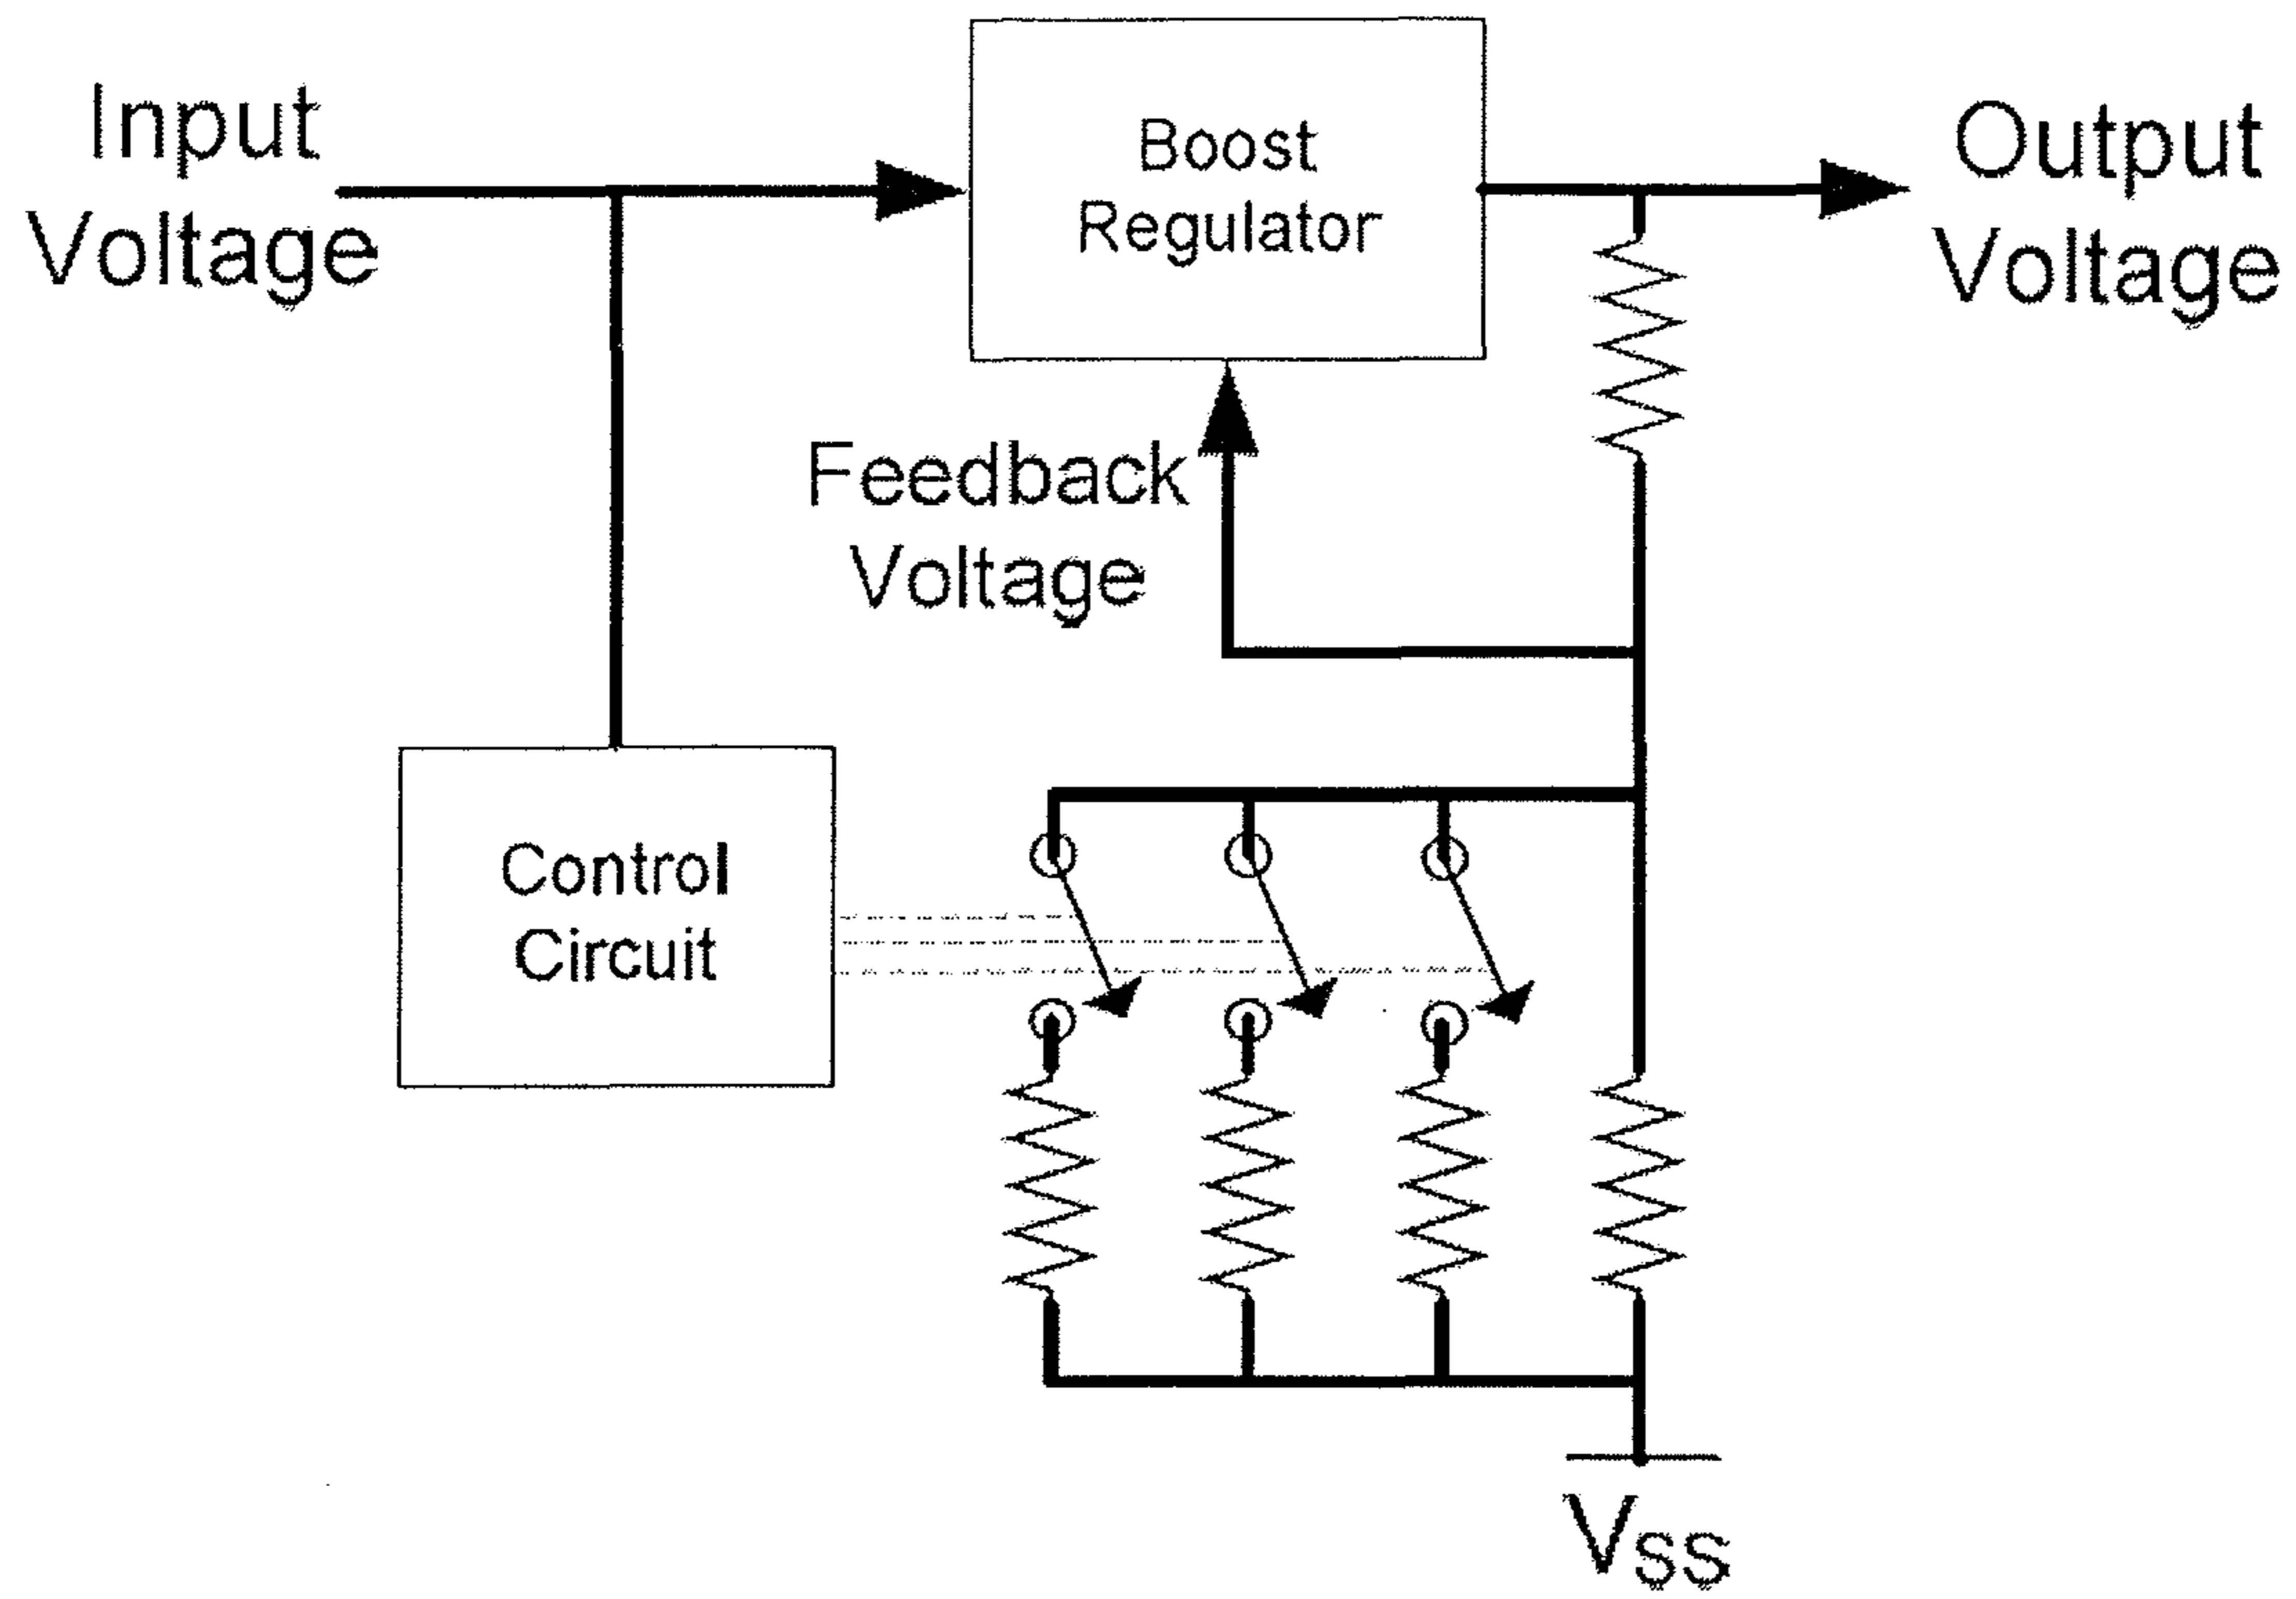 Input
Voltage
Boost
Regulator
Output
Voltage
Feedback
Voltage
Control
Circuit
VSS